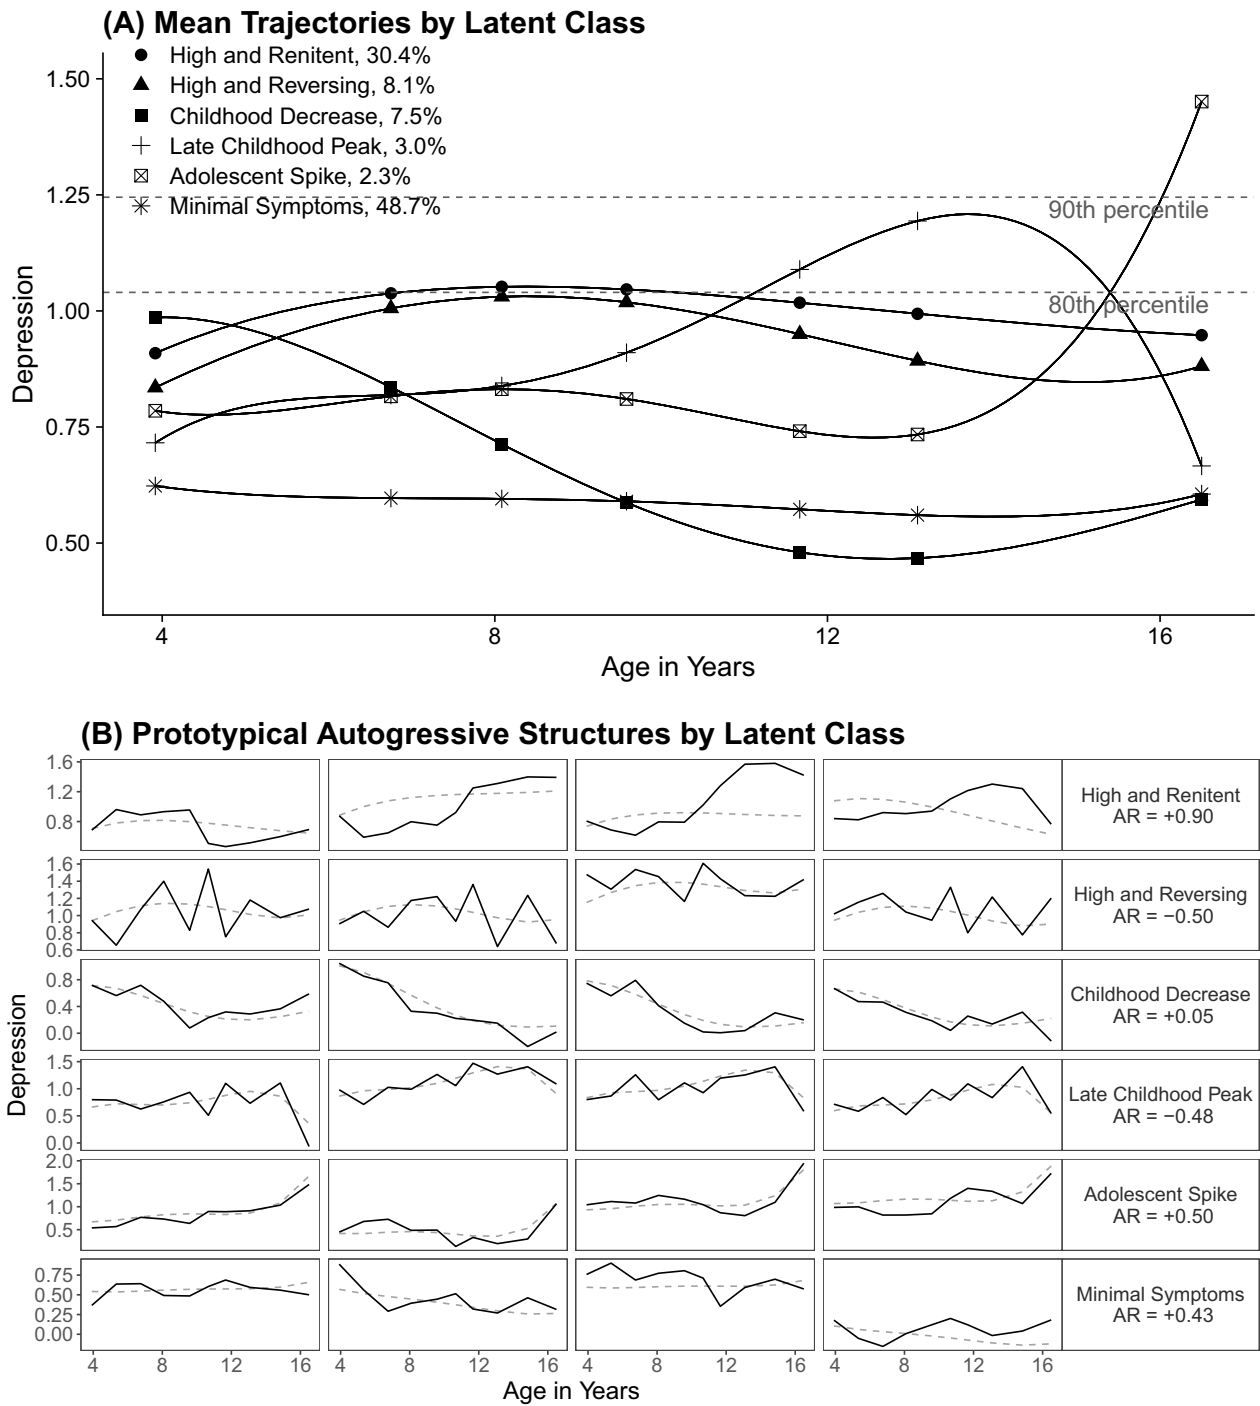 (A) Mean Trajectories by Latent Class
High and Renitent, 30.4%
High and Reversing, 8.1%
Childhood Decrease, 7.5%
Late Childhood Peak, 3.0%
Adolescent Spike, 2.3%
Minimal Symptoms, 48.7%
1.50
1.25
1.00
0.75
0.50
Depression
90th percentile
80th percentile
4 8 12 16
Age in Years
(B) Prototypical Autogressive Structures by Latent Class
1.6
1.2
0.8
High and Renitent
AR = +0.90
1.6
1.4
1.2
1.0
0.8
0.6
High and Reversing
AR = −0.50
0.8
0.4
0.0
Childhood Decrease
AR = +0.05
Depression
1.5
1.0
0.5
0.0
Late Childhood Peak
AR = −0.48
2.0
1.5
1.0
0.5
Adolescent Spike
AR = +0.50
0.75
0.50
0.25
0.00
Minimal Symptoms
AR = +0.43
4 8 12 16 4 8 12 16 4 8 12 16 4 8 12 16
Age in Years